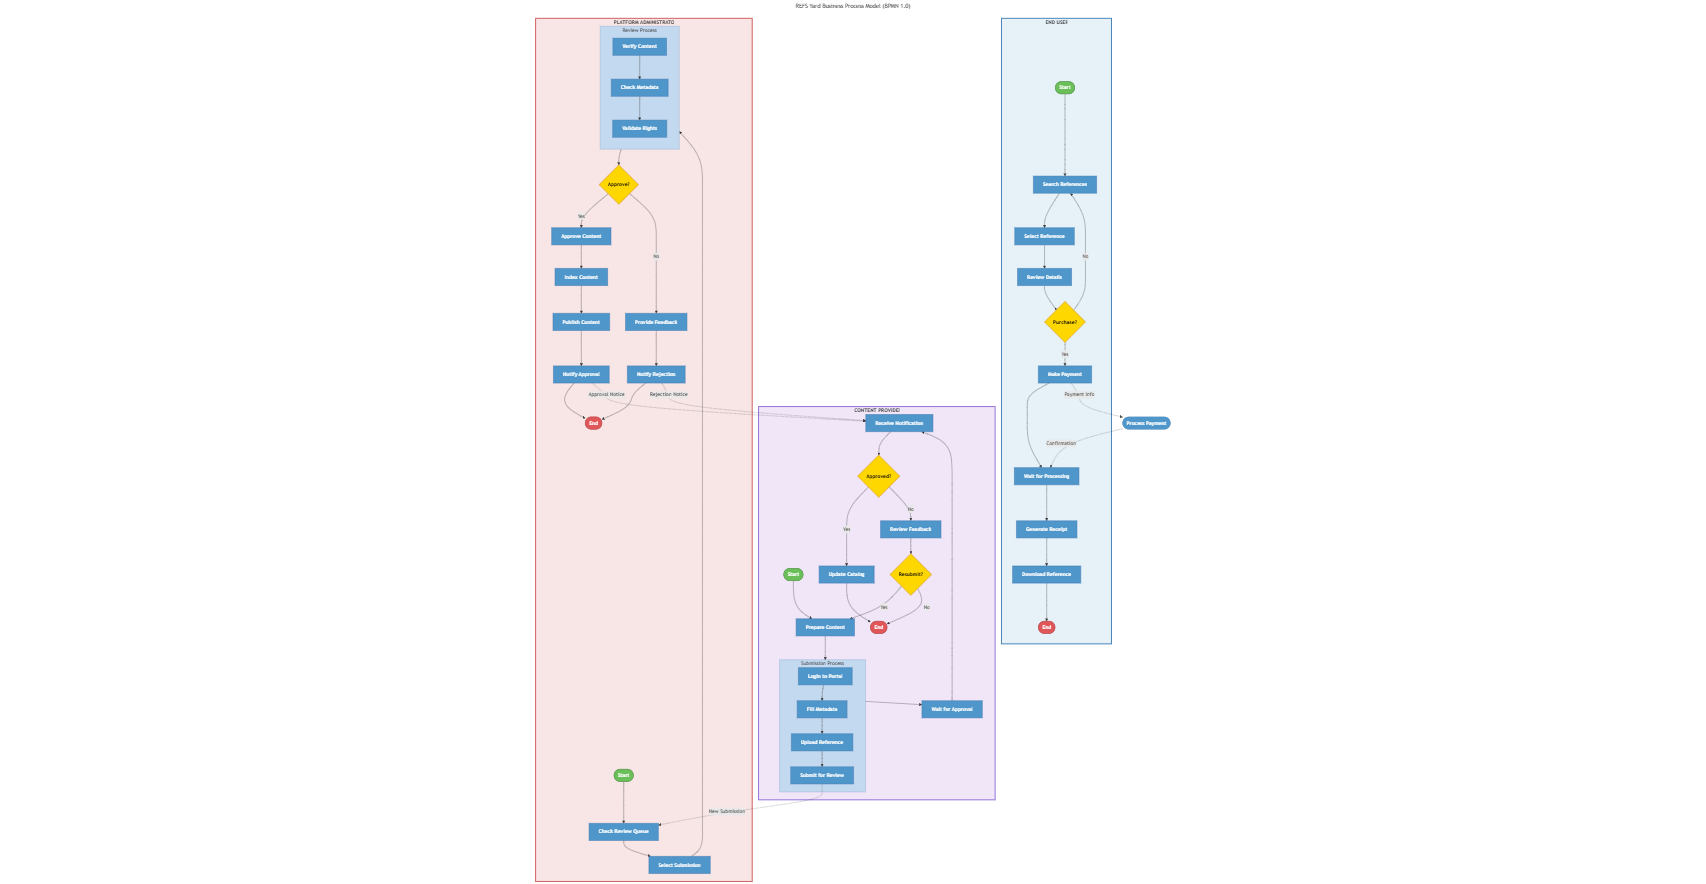 REFS Yard Business Process Model (BPMN 1.0)
PLATFORM ADMINISTRATO
Review Process
Verify Content
Check Metadata
Validate Rights
Approve?
Yes
No
Approve Content
Index Content
Publish Content
Provide Feedback
Notify Approval
Notify Rejection
Approval Notice
Rejection Notice
End
Start
Check Review Queue
Select Submission
New Submission
CONTENT PROVIDE
Receive Notification
Approved?
No
Yes
Review Feedback
Start
Update Catalog
Resubmit?
Yes
No
Prepare Content
End
Submission Process
Login to Portal
Fill Metadata
Wait for Approval
Upload Reference
Submit for Review
END USE
Start
Search References
Select Reference
No
Review Details
Purchase?
Yes
Make Payment
Payment Info
Process Payment
Confirmation
Wait for Processing
Generate Receipt
Download Reference
End